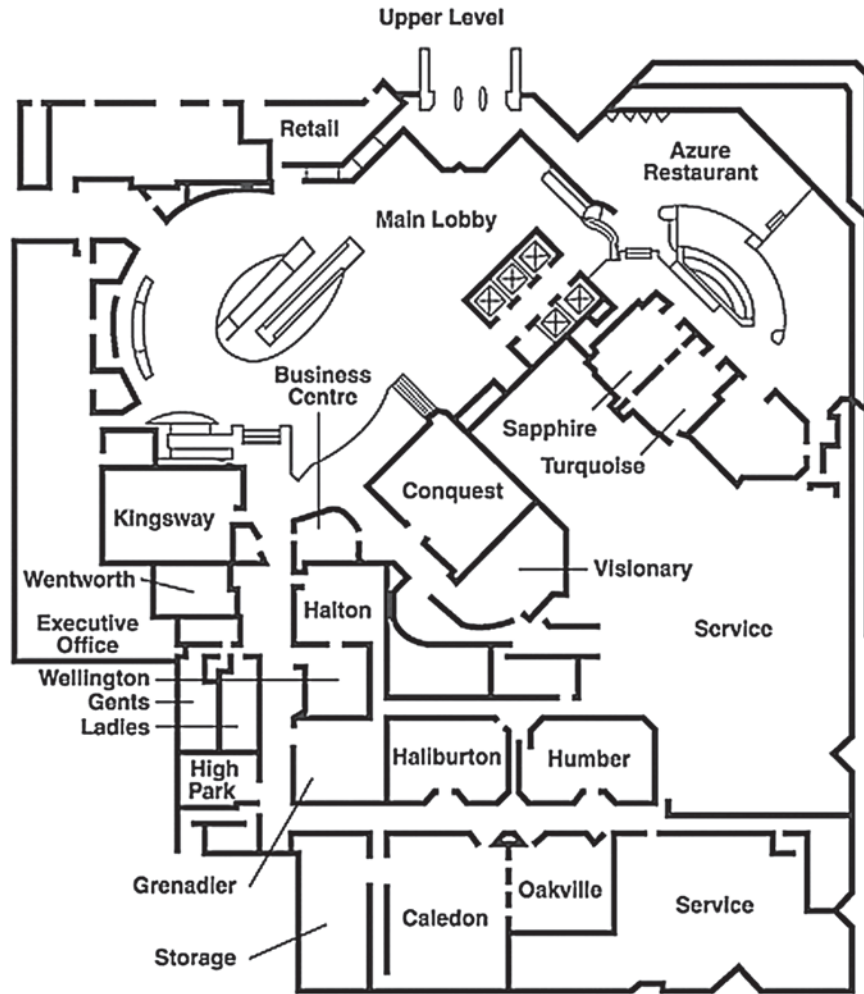 Upper Level
Retail
Azure
Restaurant
Main Lobby
Business
Centre
Sapphire
Turquoise
Conquest
Kingsway
Visionary
Wentworth
Halton
Executive
Office
Service
Wellington
Gents
Ladies
Haliburton
Humber
High
Park
Grenadier
Oakville
Caledon
Service
Storage